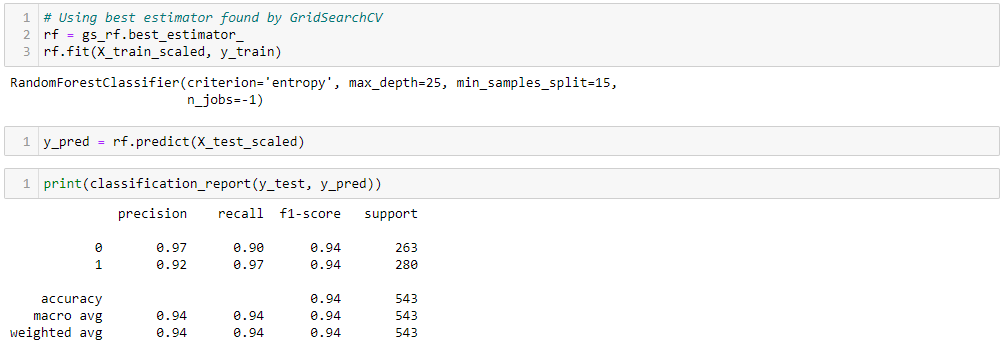 1 # Using best estimator found by GridSearchCV
2 rf = gs_rf.best_estimator_
3 rf.fit(X_train_scaled, y_train)
RandomForestClassifier(criterion='entropy', max_depth=25, min_samples_split=15,
n_jobs=-1)
1 y_pred = rf.predict(X_test_scaled)
1 print(classification_report(y_test, y_pred))
precision recall f1-score support
0 0.97 0.90 0.94 263
1 0.92 0.97 0.94 280
accuracy 0.94 543
macro avg 0.94 0.94 0.94 543
weighted avg 0.94 0.94 0.94 543